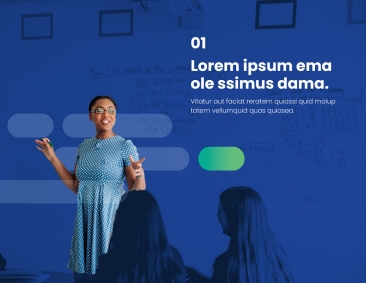 01
Lorem ipsum ema
ole ssimus dama.
Vitatur aut faciat reratem quiassi quid molup
tatem vellumquid quos quiasea.